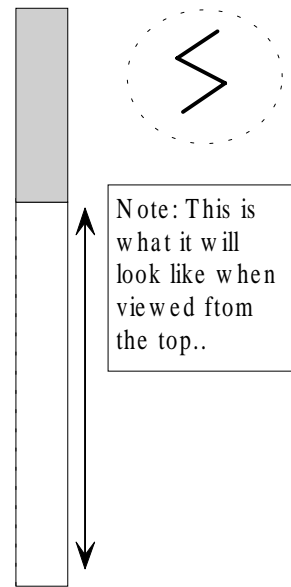 Note: This is
what it will
look like when
viewed ftom
the top..